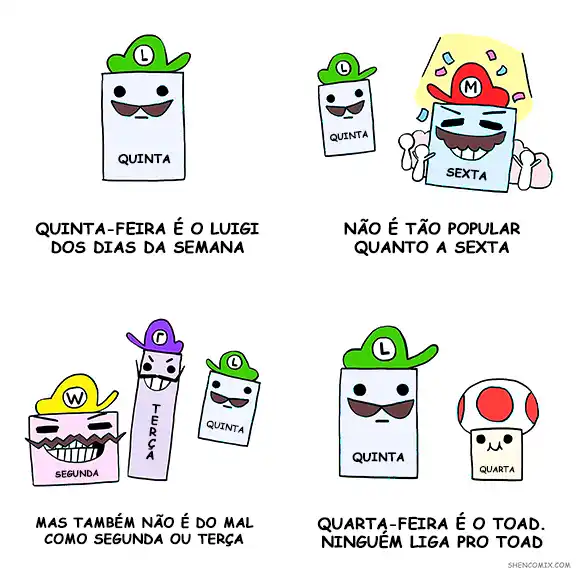 L
QUINTA
QUINTA-FEIRA É O LUIGI
DOS DIAS DA SEMANA
L
QUINTA
M
SEXTA
NÃO É TÃO POPULAR
QUANTO A SEXTA
W
SEGUNDA
Γ
TERÇA
L
QUINTA
MAS TAMBÉM NÃO É DO MAL
COMO SEGUNDA OU TERÇA
L
QUINTA
QUARTA
QUARTA-FEIRA É O TOAD.
NINGUÉM LIGA PRO TOAD
SHENCOMIX.COM